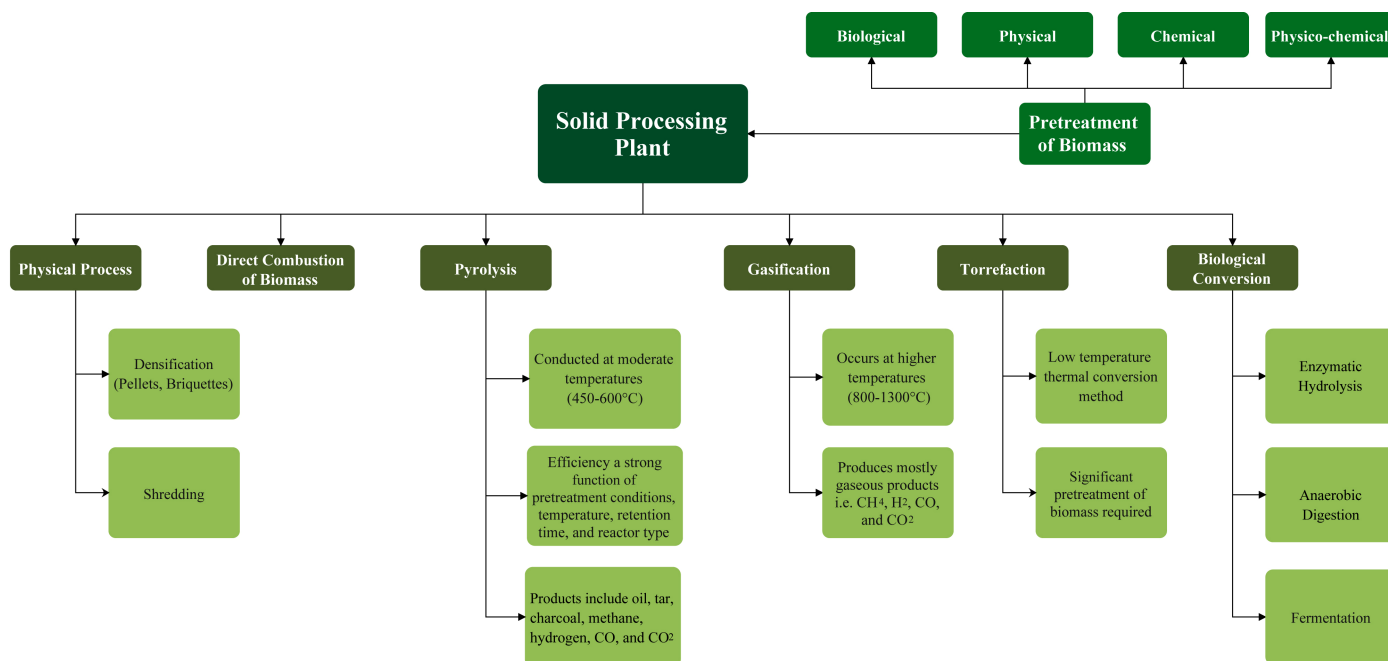 Biological
Physical
Chemical
Physico-chemical
Solid Processing
Plant
Pretreatment
of Biomass
Physical Process
Direct Combustion
of Biomass
Pyrolysis
Gasification
Torrefaction
Biological
Conversion
Densification
(Pellets, Briquettes)
Shredding
Conducted at moderate
temperatures
(450-600°C)
Efficiency a strong
function of
pretreatment conditions,
temperature, retention
time, and reactor type
Products include oil, tar,
charcoal, methane,
hydrogen, CO, and CO²
Occurs at higher
temperatures
(800-1300°C)
Produces mostly
gaseous products
i.e. CH⁴, H², CO,
and CO²
Low temperature
thermal conversion
method
Significant
pretreatment of
biomass required
Enzymatic
Hydrolysis
Anaerobic
Digestion
Fermentation